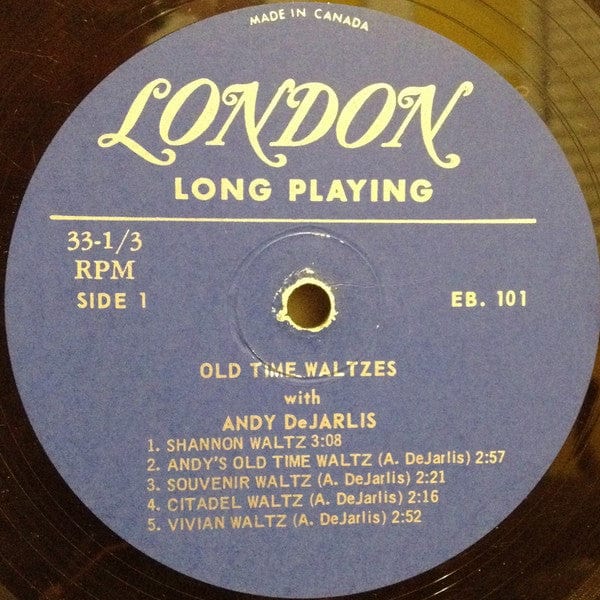 MADE IN CANADA
LONDON
LONG PLAYING
33-1/3
RPM
SIDE 1
EB. 101
OLD TIME WALTZES
with
ANDY DeJARLIS
1. SHANNON WALTZ 3:08
2. ANDY'S OLD TIME WALTZ (A. DeJarlis) 2:57
3. SOUVENIR WALTZ (A. DeJarlis) 2:21
4. CITADEL WALTZ (A. DeJarlis) 2:16
5. VIVIAN WALTZ (A. DeJarlis) 2:52